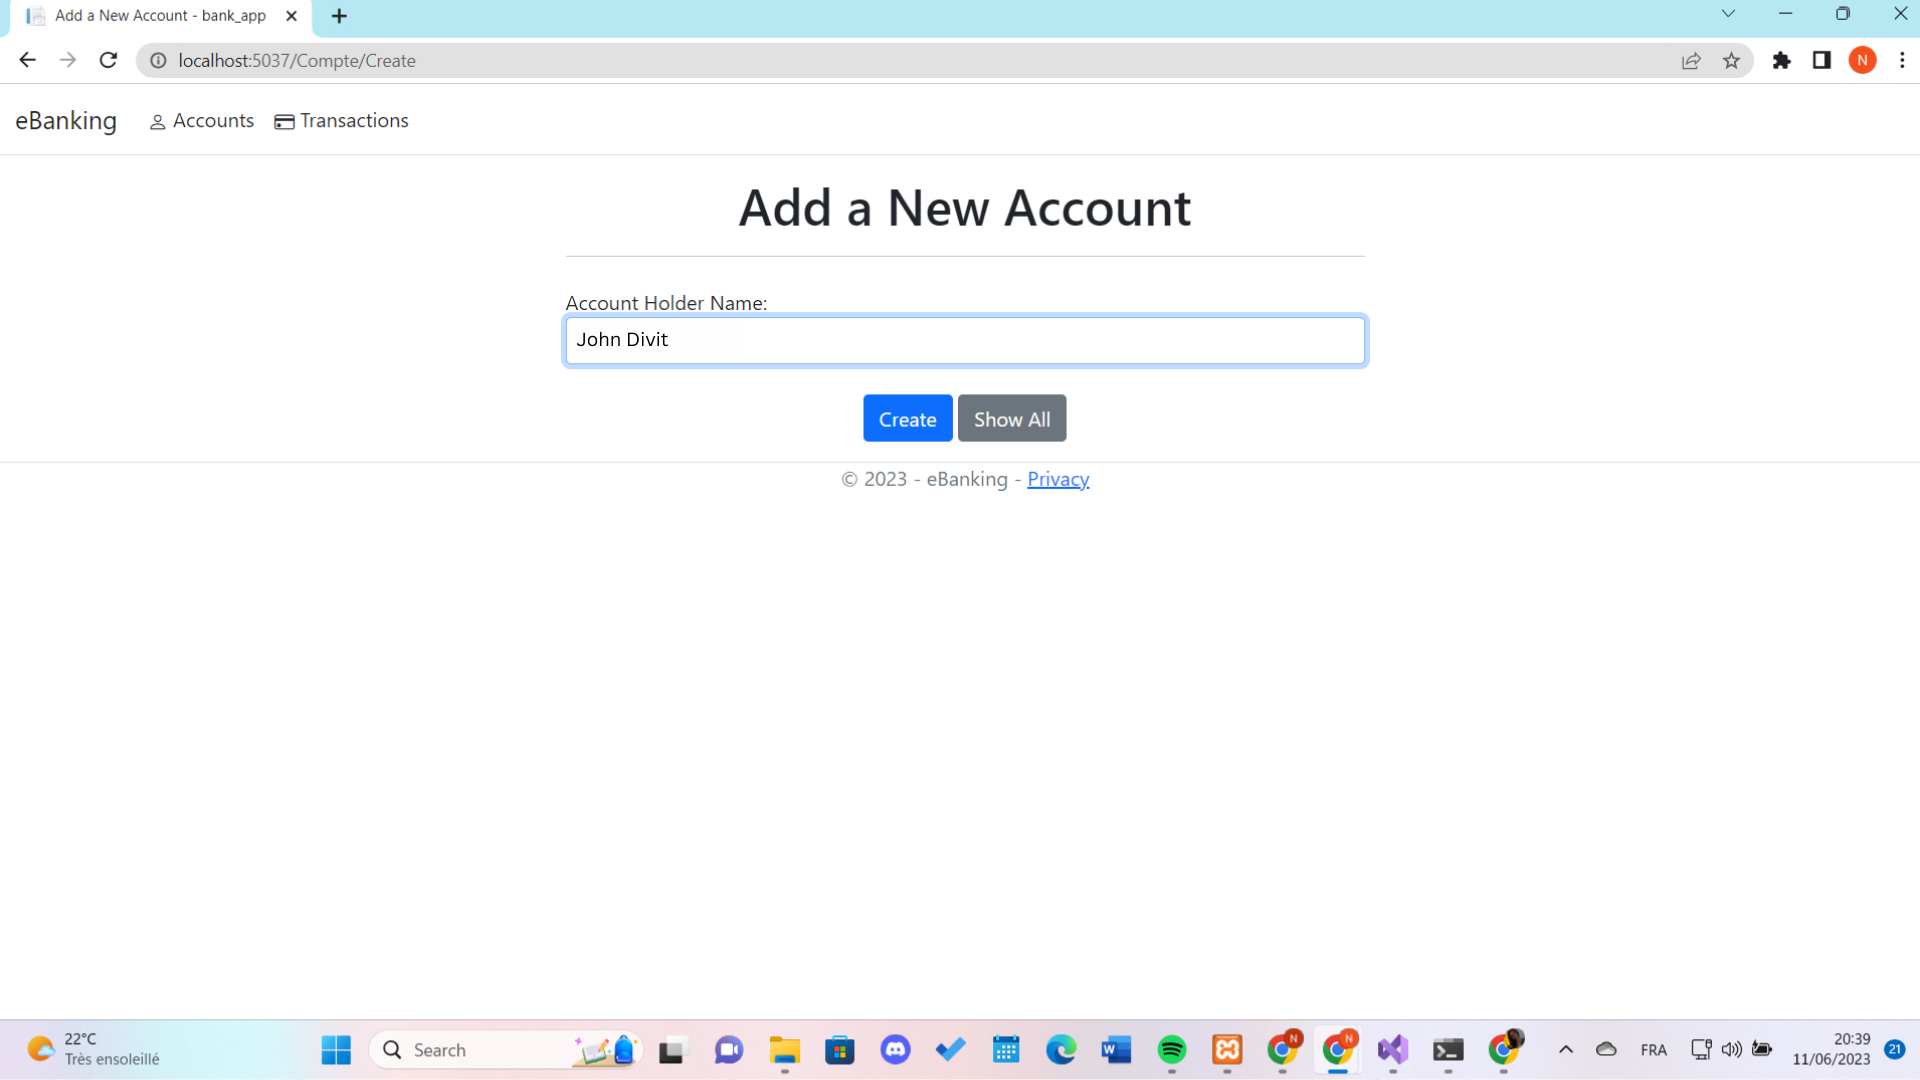 Add a New Account - bank_app
localhost:5037/Compte/Create
N
eBanking
Accounts
Transactions
Add a New Account
Account Holder Name:
John Divit
Create
Show All
© 2023 - eBanking - Privacy
22°C
Très ensoleillé
Search
W
N
N
FRA
20:39
11/06/2023
21